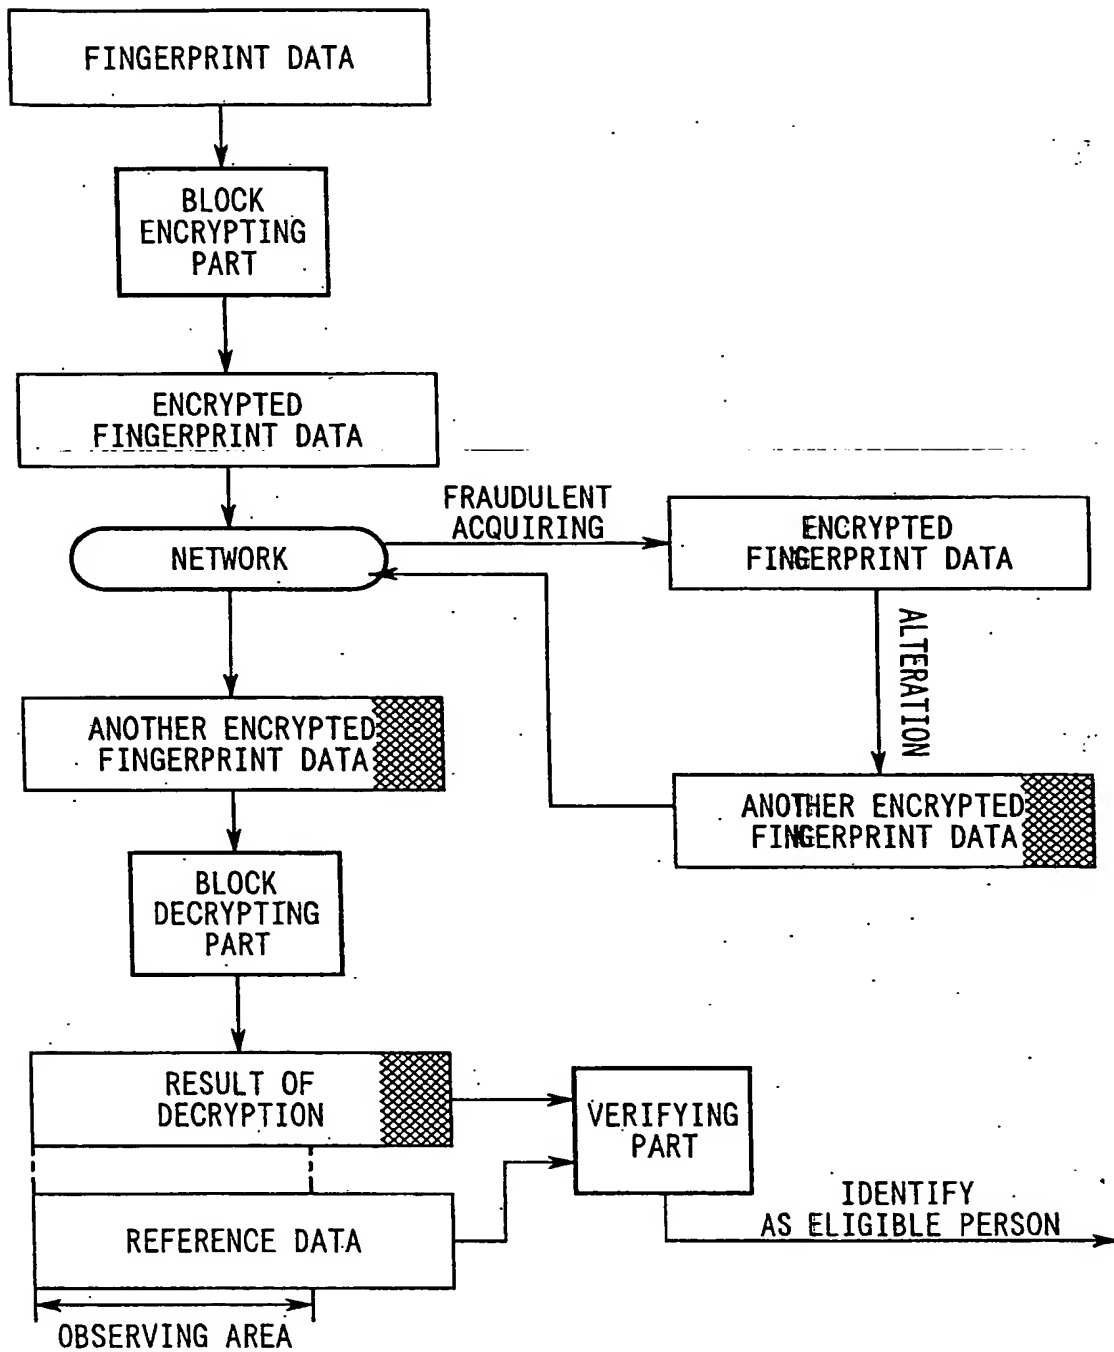 FINGERPRINT DATA
BLOCK
ENCRYPTING
PART
ENCRYPTED
FINGERPRINT DATA
FRAUDULENT
ACQUIRING
NETWORK
ENCRYPTED
FINGERPRINT DATA
ALTERATION
ANOTHER ENCRYPTED
FINGERPRINT DATA
ANOTHER ENCRYPTED
FINGERPRINT DATA
BLOCK
DECRYPTING
PART
RESULT OF
DECRYPTION
VERIFYING
PART
REFERENCE DATA
IDENTIFY
AS ELIGIBLE PERSON
OBSERVING AREA